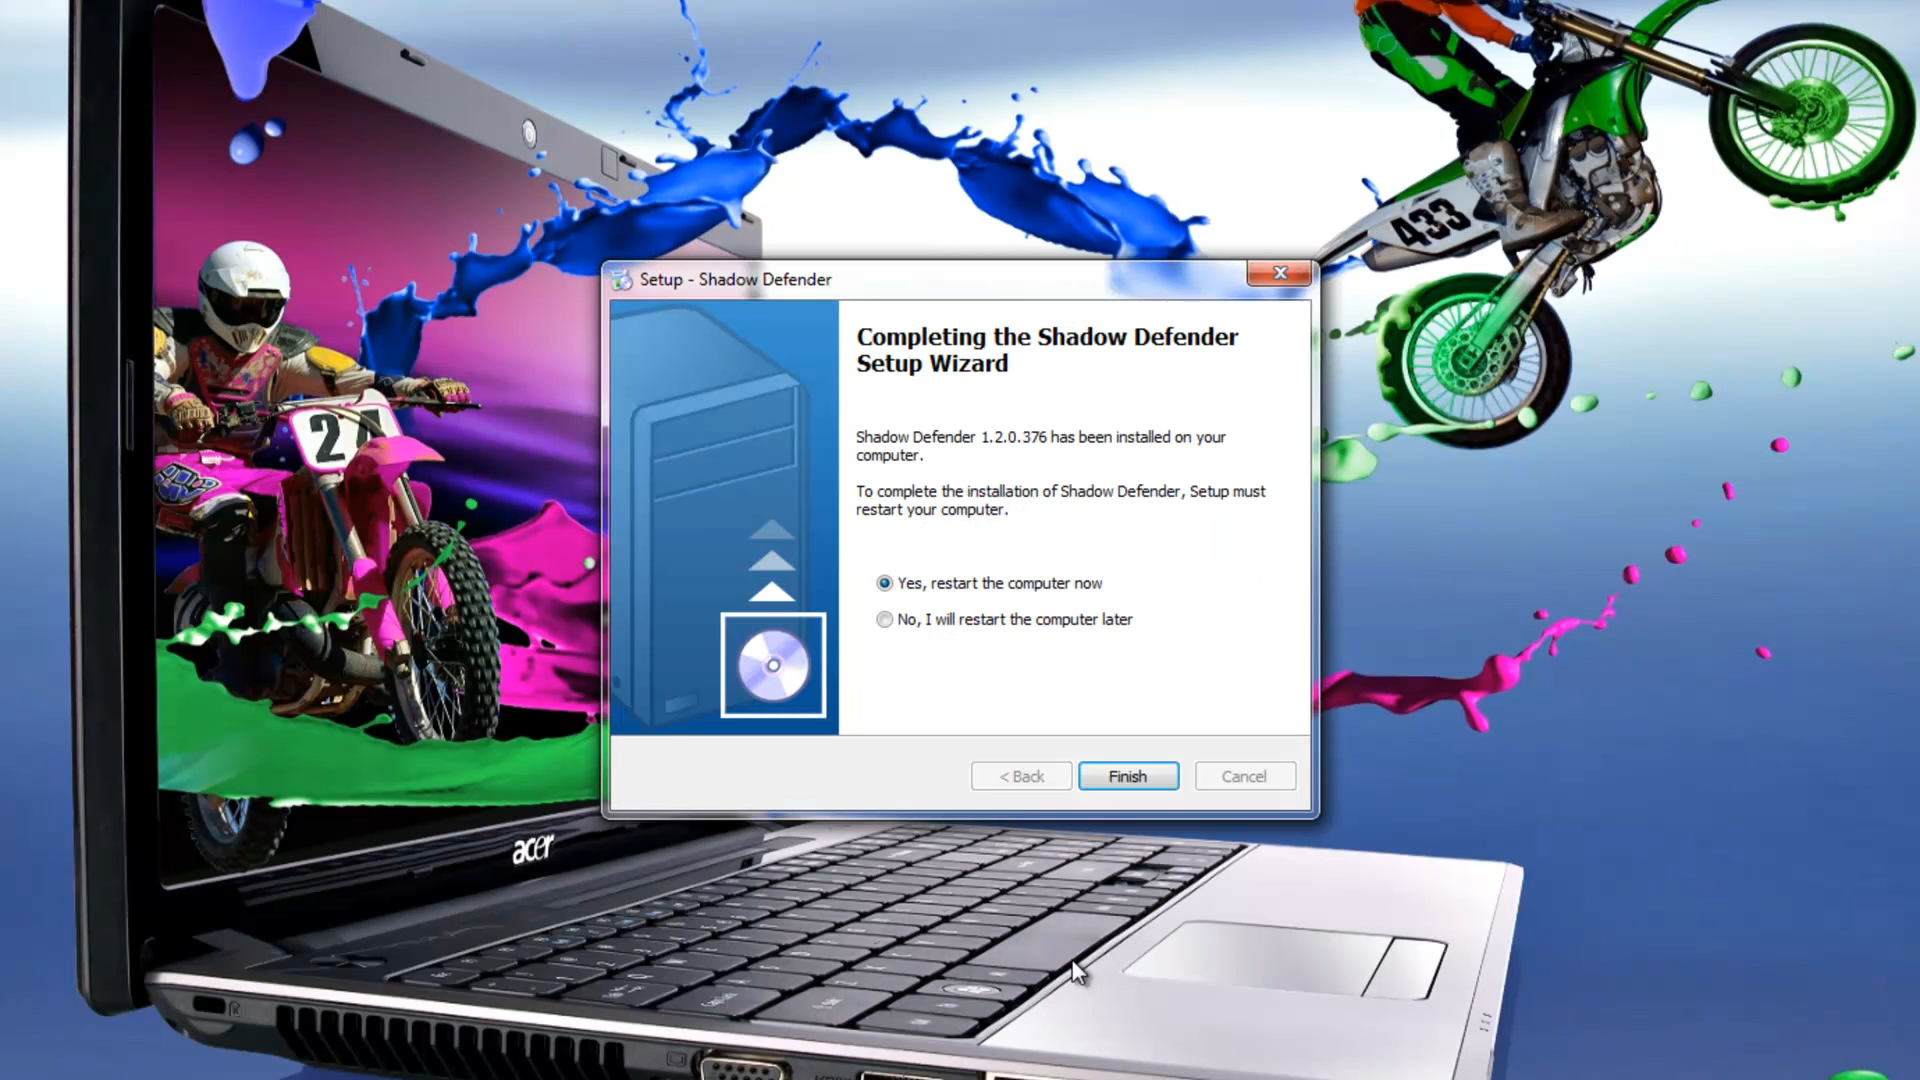 433
Setup - Shadow Defender
Completing the Shadow Defender
Setup Wizard
Shadow Defender 1.2.0.376 has been installed on your
computer.
To complete the installation of Shadow Defender, Setup must
restart your computer.
Yes, restart the computer now
No, I will restart the computer later
< Back
Finish
Cancel
acer